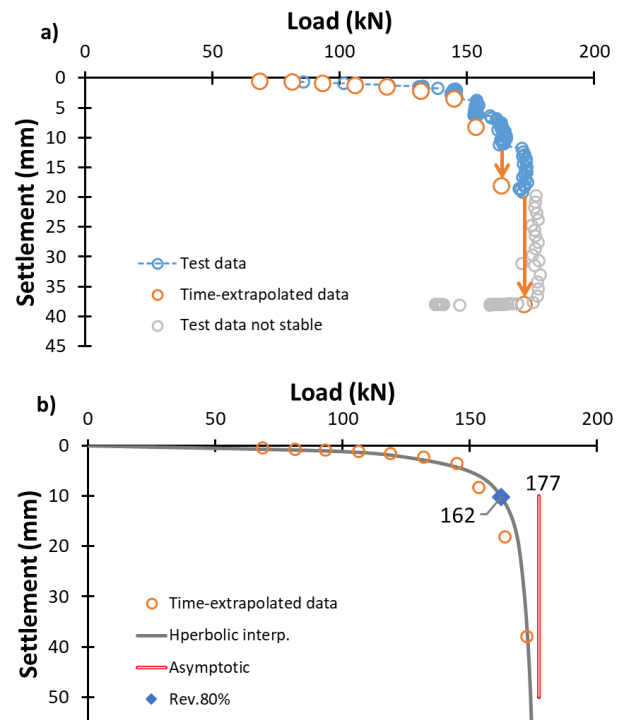 Load (kN)
a)
0 50 100 150 200
0
5
10
15
20
25
30
35
40
45
Settlement (mm)
Test data
Time-extrapolated data
Test data not stable
Load (kN)
b)
0 50 100 150 200
0
10
20
30
40
50
Settlement (mm)
177
162
Time-extrapolated data
Hperbolic interp.
Asymptotic
Rev.80%